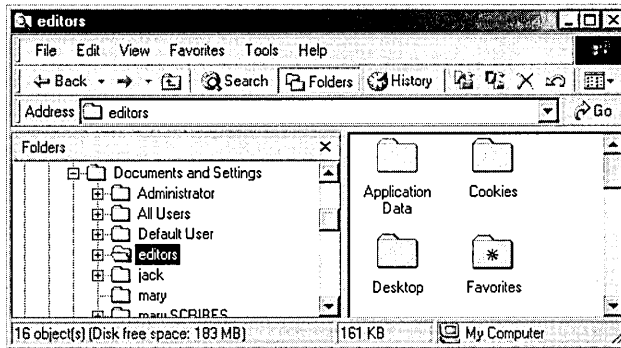 editors
File Edit View Favorites Tools Help
Back Search Folders History
Address editors Go
Folders
Documents and Settings
Administrator
All Users
Default User
editors
jack
mary
mary.SCRIBES
Application Data
Cookies
Desktop
Favorites
16 object(s) (Disk free space: 183 MB) 161 KB My Computer